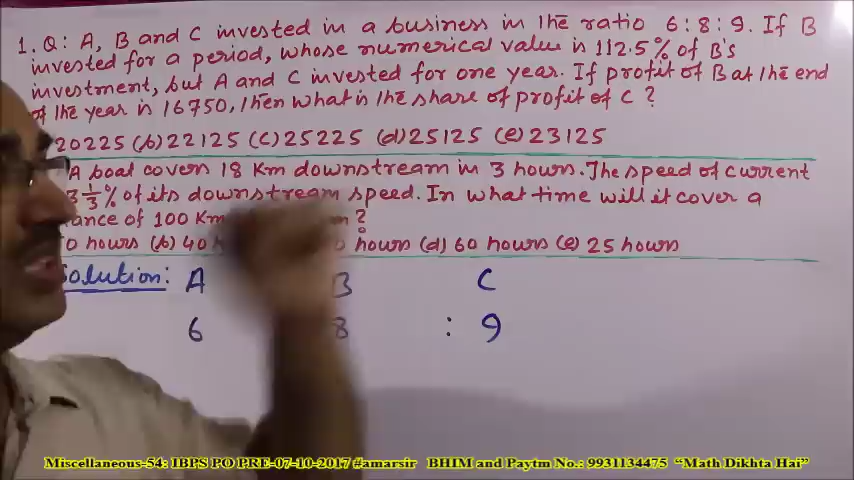 1. Q: A, B and C invested in a business in the ratio 6:8:9. If B
invested for a period, whose numerical value is 112.5% of B's
investment, but A and C invested for one year. If profit of B at the end
of the year is 16750, then what is the share of profit of C ?
20225 (b) 22125 (c) 25225 (d) 25125 (e) 23125
A boat covers 18 Km downstream in 3 hours. The speed of current
3 1/3% of its downstream speed. In what time will it cover a
of 100 Km ?
0 hours (b) 40 0 hours (d) 60 hours (e) 25 hours
Solution: A B C
6 8 : 9
Miscellaneous-54: IBPS PO PRE-07-10-2017 #amarsir BHIM and Paytm No.: 9931134475 "Math Dikhta Hai"